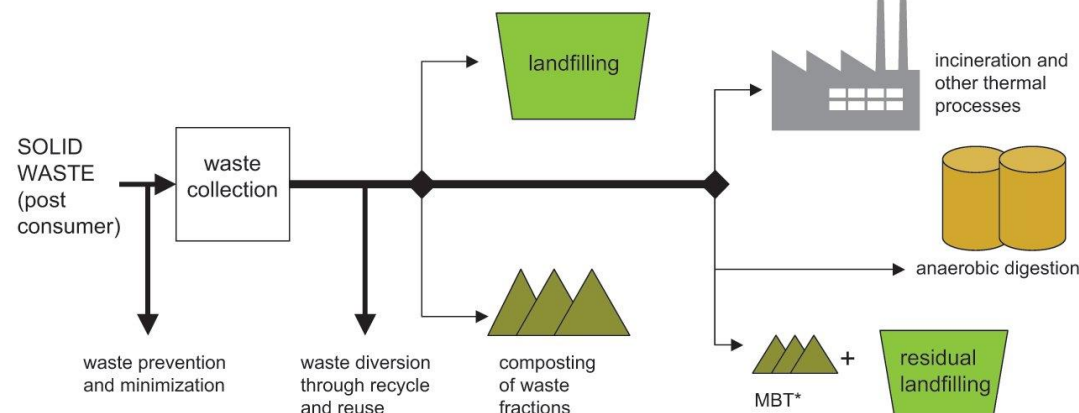 landfilling
incineration and
other thermal
processes
SOLID
WASTE
(post
consumer)
waste
collection
anaerobic digestion
waste prevention
and minimization
waste diversion
through recycle
and reuse
composting
of waste
fractions
MBT*
+
residual
landfilling